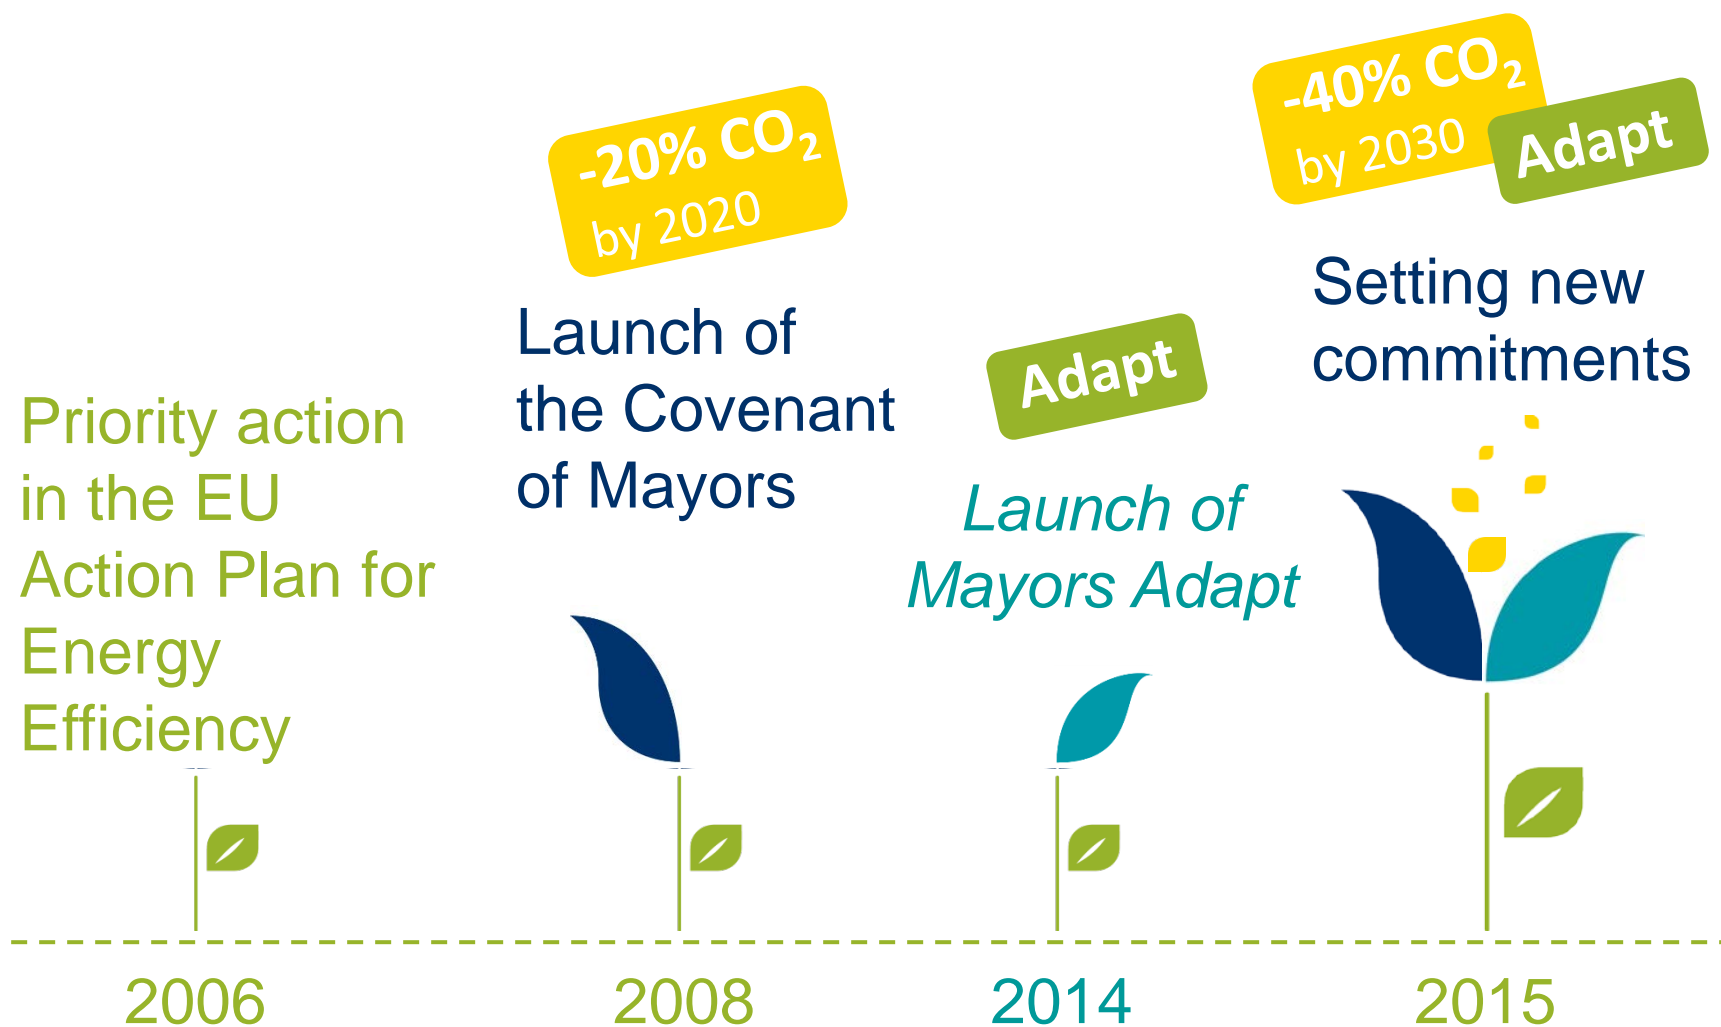 Priority action
in the EU
Action Plan for
Energy
Efficiency
2006
-20% CO₂
by 2020
Launch of
the Covenant
of Mayors
2008
Adapt
Launch of
Mayors Adapt
2014
-40% CO₂
by 2030
Adapt
Setting new
commitments
2015